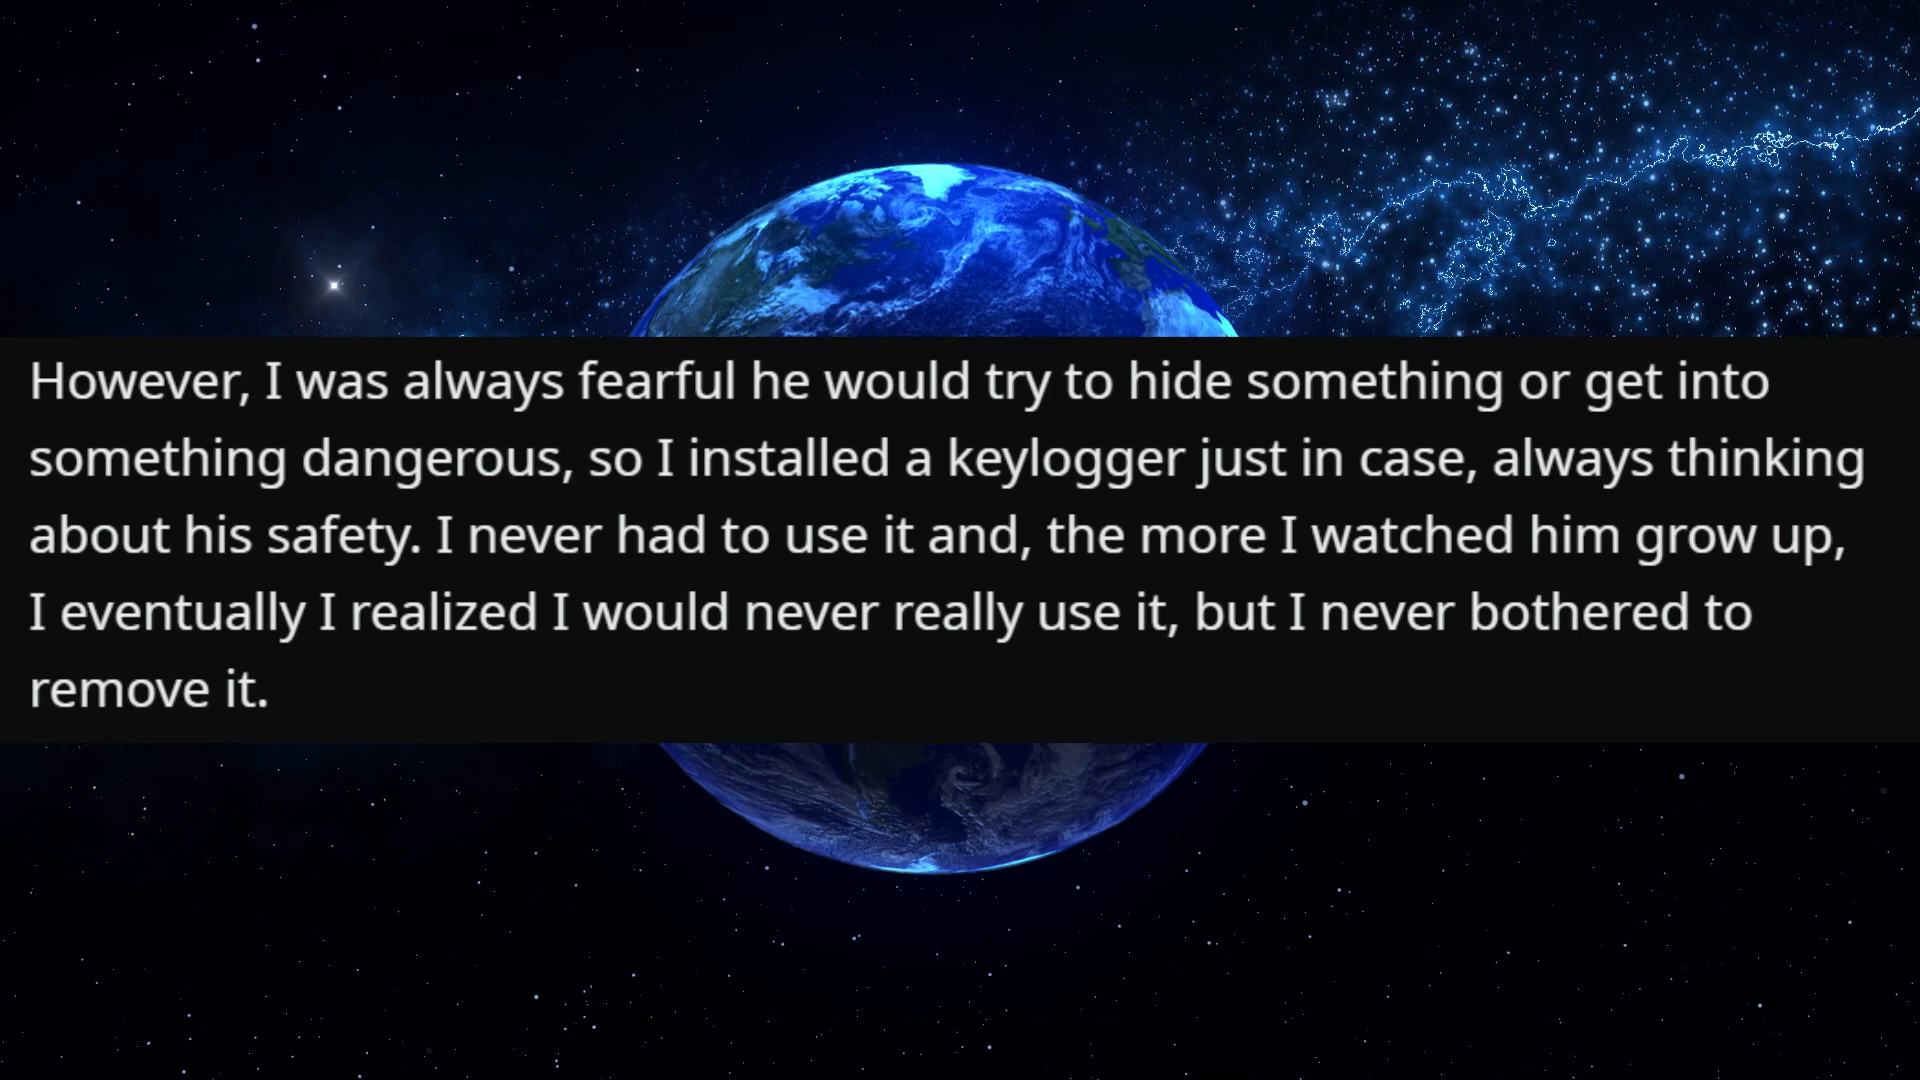 However, I was always fearful he would try to hide something or get into
something dangerous, so I installed a keylogger just in case, always thinking
about his safety. I never had to use it and, the more I watched him grow up,
I eventually I realized I would never really use it, but I never bothered to
remove it.